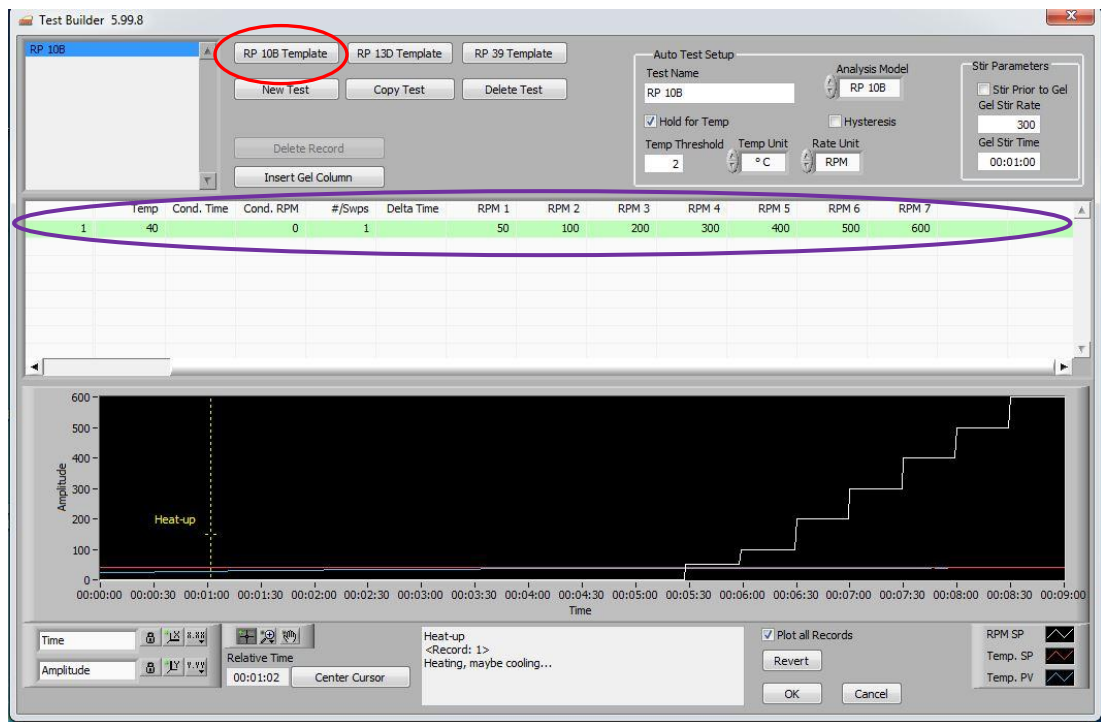 Test Builder 5.99.8
x
RP 10B
RP 10B Template
RP 13D Template
RP 39 Template
New Test
Copy Test
Delete Test
Delete Record
Insert Gel Column
Auto Test Setup
Test Name
RP 10B
Analysis Model
RP 10B
Hold for Temp
Hysteresis
Temp Threshold
2
Temp Unit
° C
Rate Unit
RPM
Stir Parameters
Stir Prior to Gel
Gel Stir Rate
300
Gel Stir Time
00:01:00
Temp Cond. Time Cond. RPM #/Swps Delta Time RPM 1 RPM 2 RPM 3 RPM 4 RPM 5 RPM 6 RPM 7
1 40 0 1 50 100 200 300 400 500 600
Amplitude
600
500
400
300
200
100
0
Heat-up
00:00:00 00:00:30 00:01:00 00:01:30 00:02:00 00:02:30 00:03:00 00:03:30 00:04:00 00:04:30 00:05:00 00:05:30 00:06:00 00:06:30 00:07:00 00:07:30 00:08:00 00:08:30 00:09:00
Time
Time
X.XX
Amplitude
Y.YY
Relative Time
00:01:02
Center Cursor
Heat-up
<Record: 1>
Heating, maybe cooling...
Plot all Records
Revert
OK
Cancel
RPM SP
Temp. SP
Temp. PV